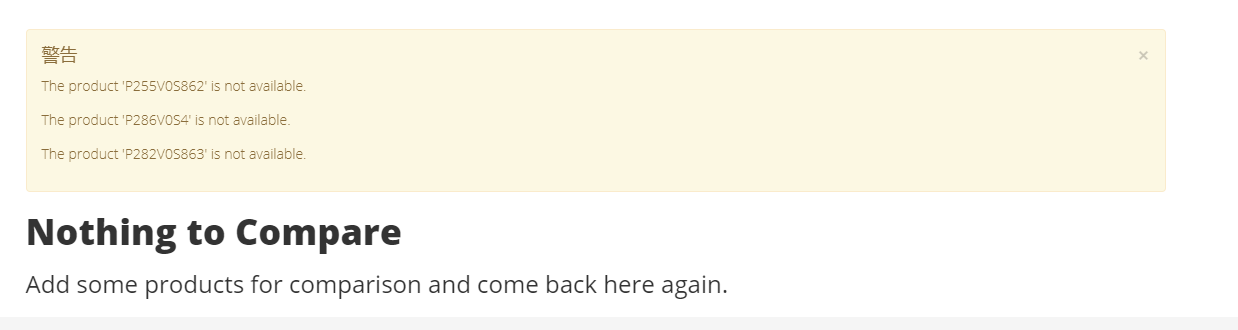 警告
×
The product 'P255V0S862' is not available.
The product 'P286V0S4' is not available.
The product 'P282V0S863' is not available.
Nothing to Compare
Add some products for comparison and come back here again.